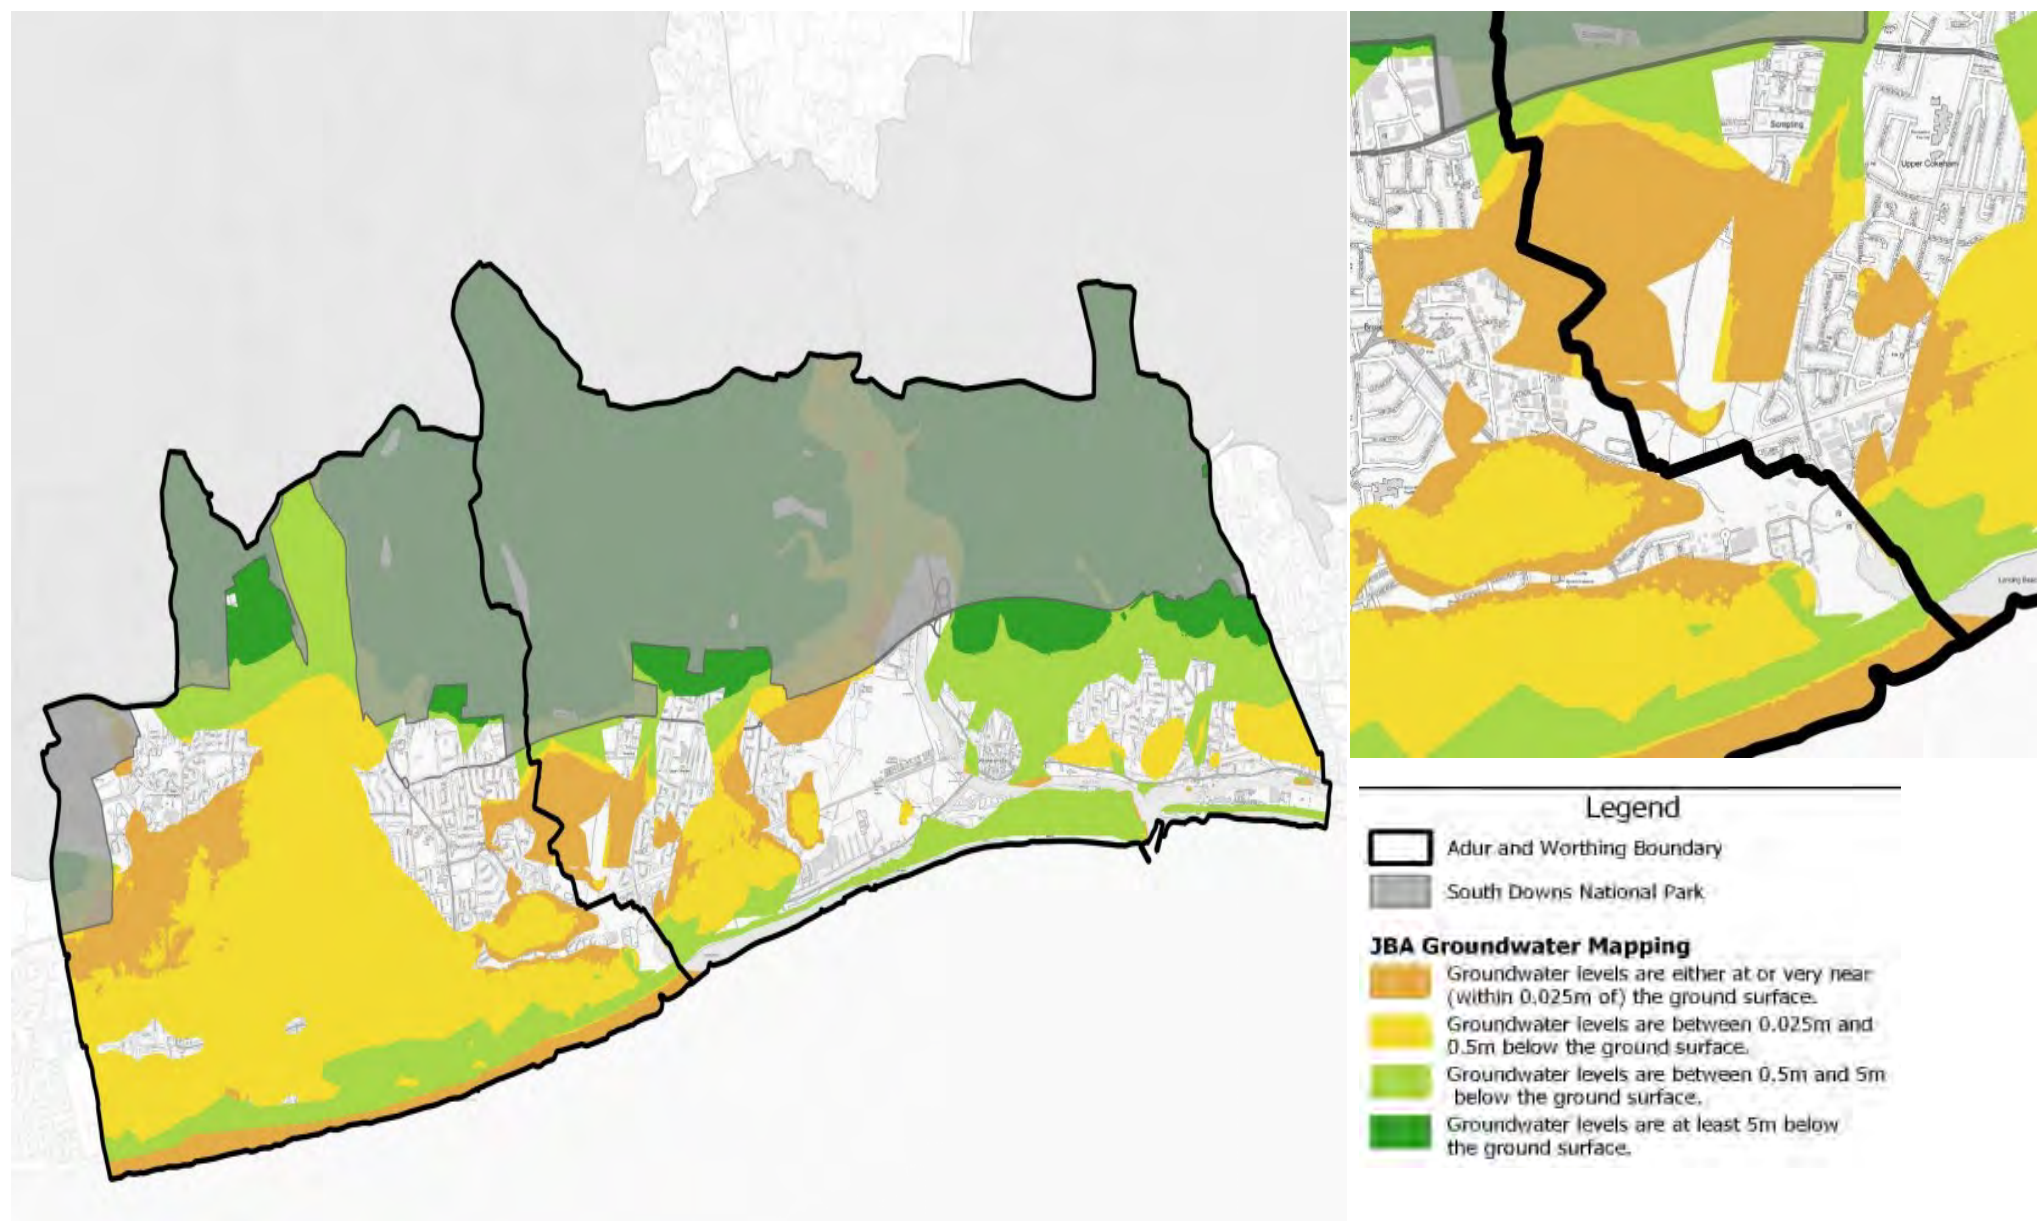 Sompting
Upper Cokeham
Legend
Adur and Worthing Boundary
South Downs National Park
JBA Groundwater Mapping
Groundwater levels are either at or very near
(within 0.025m of) the ground surface.
Groundwater levels are between 0.025m and
0.5m below the ground surface.
Groundwater levels are between 0.5m and 5m
below the ground surface.
Groundwater levels are at least 5m below
the ground surface.